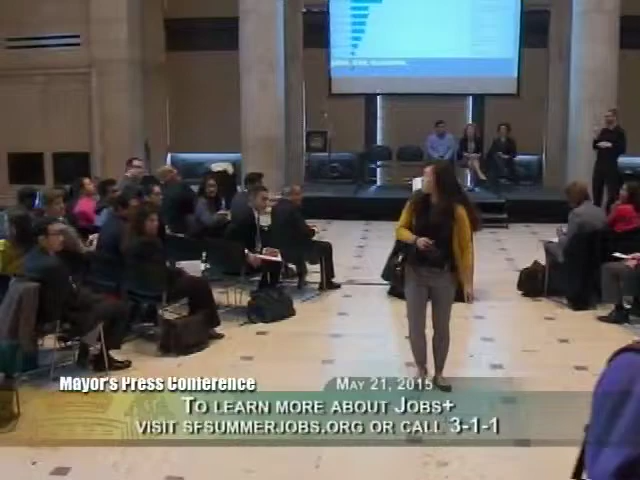 Mayor's Press Conference
May 21, 2015
To learn more about Jobs+
visit sfsummerjobs.org or call 3-1-1